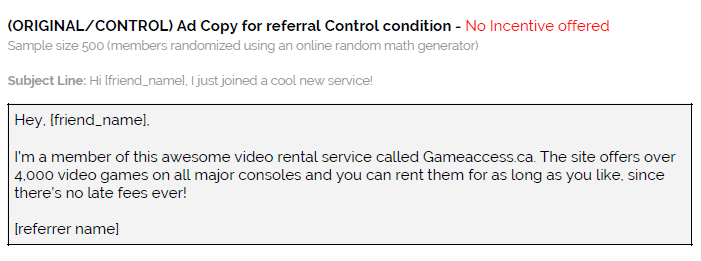 (ORIGINAL/CONTROL) Ad Copy for referral Control condition - No Incentive offered
Sample size 500 (members randomized using an online random math generator)
Subject Line: Hi [friend_name], I just joined a cool new service!
Hey, [friend_name],
I'm a member of this awesome video rental service called Gameaccess.ca. The site offers over
4,000 video games on all major consoles and you can rent them for as long as you like, since
there's no late fees ever!
[referrer name]